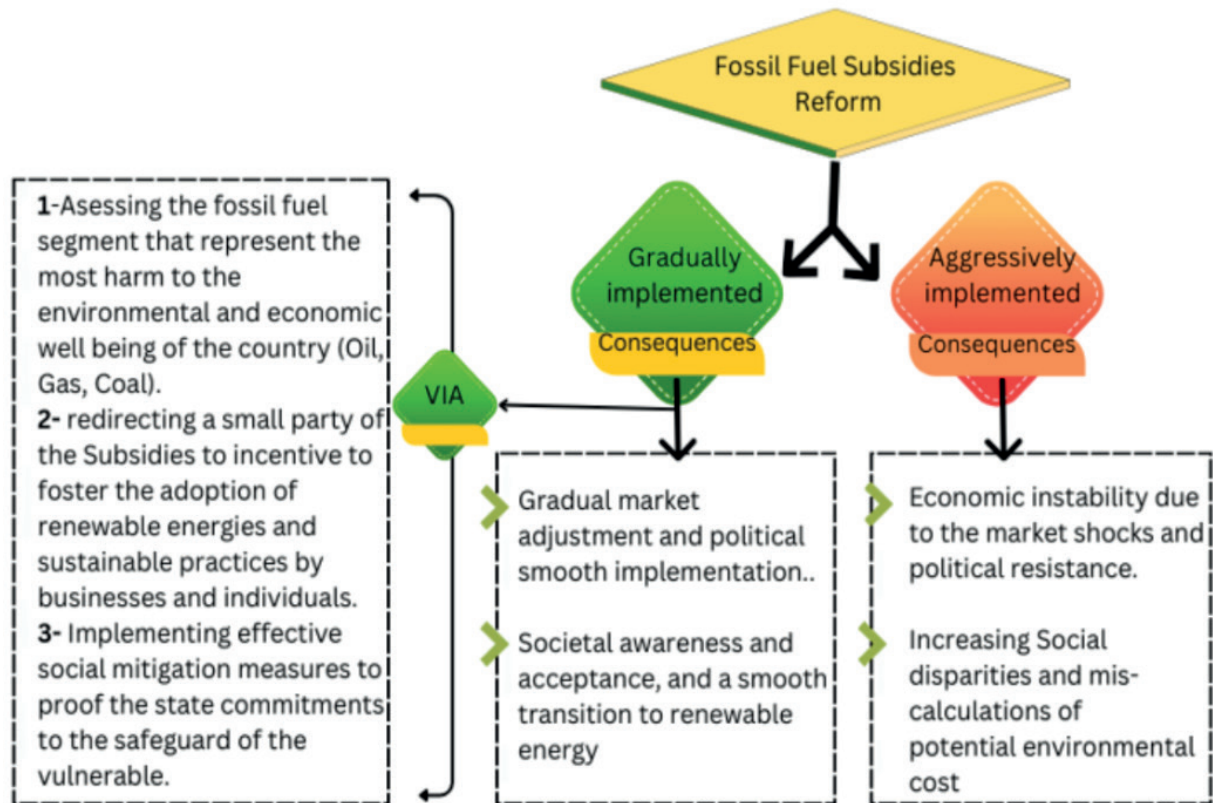 Fossil Fuel Subsidies
Reform
Gradually
implemented
Consequences
Aggressively
implemented
Consequences
VIA
1-Asessing the fossil fuel
segment that represent the
most harm to the
environmental and economic
well being of the country (Oil,
Gas, Coal).
2- redirecting a small party of
the Subsidies to incentive to
foster the adoption of
renewable energies and
sustainable practices by
businesses and individuals.
3- Implementing effective
social mitigation measures to
proof the state commitments
to the safeguard of the
vulnerable.
Gradual market
adjustment and political
smooth implementation..
Societal awareness and
acceptance, and a smooth
transition to renewable
energy
Economic instability due
to the market shocks and
political resistance.
Increasing Social
disparities and mis-
calculations of
potential environmental
cost